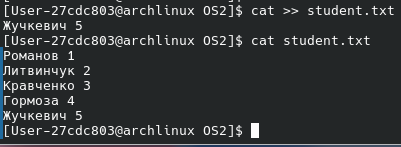 [User-27cdc803@archlinux OS2]$ cat >> student.txt
Жучкевич 5
[User-27cdc803@archlinux OS2]$ cat student.txt
Романов 1
Литвинчук 2
Кравченко 3
Гормоза 4
Жучкевич 5
[User-27cdc803@archlinux OS2]$